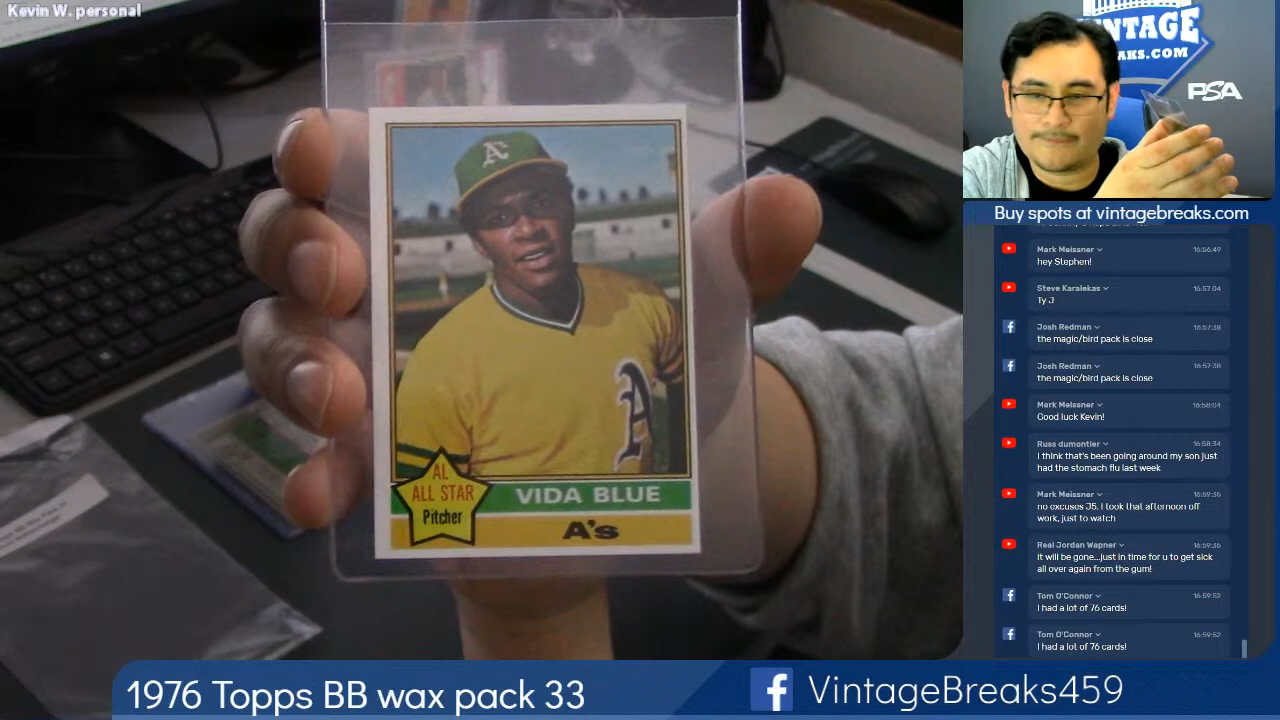 Kevin W. personal
A's
A
AL
ALL STAR
Pitcher
VIDA BLUE
A's
VINTAGE
BREAKS.COM
PSA
Buy spots at vintagebreaks.com
Mark Meissner 16:56:49
hey Stephen!
Steve Karalekas 16:57:04
Ty J
Josh Redman 16:57:38
the magic/bird pack is close
Josh Redman 16:57:38
the magic/bird pack is close
Mark Meissner 16:58:04
Good luck Kevin!
Russ dumontier 16:58:34
I think that's been going around my son just
had the stomach flu last week
Mark Meissner 16:59:35
no excuses J5, I took that afternoon off
work, just to watch
Real Jordan Wapner 16:59:35
it will be gone...just in time for u to get sick
all over again from the gum!
Tom O'Connor 16:59:52
I had a lot of 76 cards!
Tom O'Connor 16:59:52
I had a lot of 76 cards!
1976 Topps BB wax pack 33
f VintageBreaks459